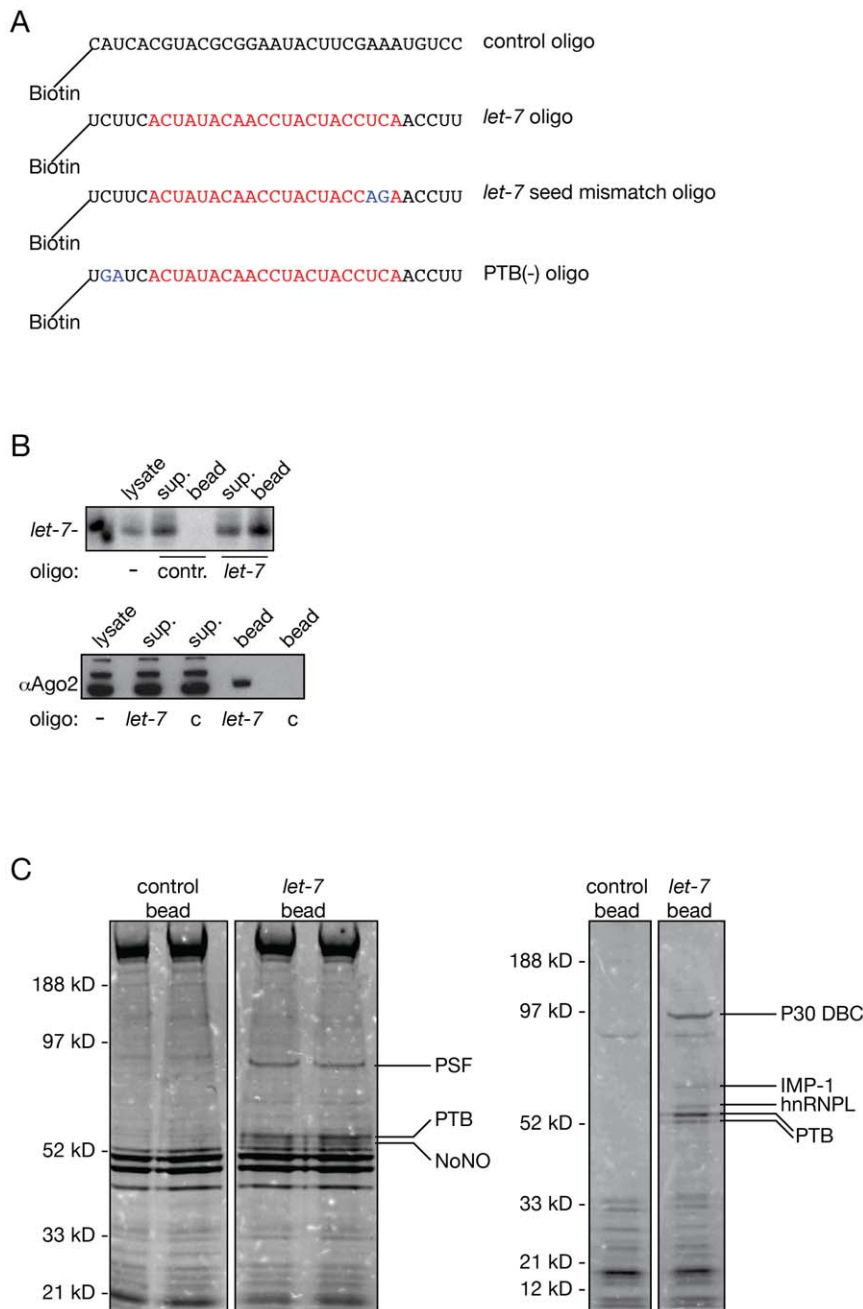 A
CAUCACGUACGCGGAAUACUUCGAAAUGUCC control oligo
Biotin
UCUUCACUAUACAACCUACUACCUCAACCUU let-7 oligo
Biotin
UCUUCACUAUACAACCUACUACCAGAACCUU let-7 seed mismatch oligo
Biotin
UGAUCACUAUACAACCUACUACCUCAACCUU PTB(-) oligo
Biotin
B
lysate sup. bead sup. bead
let-7-
oligo: - contr. let-7
lysate sup. sup. bead bead
αAgo2
oligo: - let-7 c let-7 c
C
control bead let-7 bead
188 kD -
97 kD -
PSF
PTB
52 kD -
NoNO
33 kD -
21 kD -
control bead let-7 bead
188 kD -
97 kD - P30 DBC
IMP-1
hnRNPL
52 kD -
PTB
33 kD -
21 kD -
12 kD -